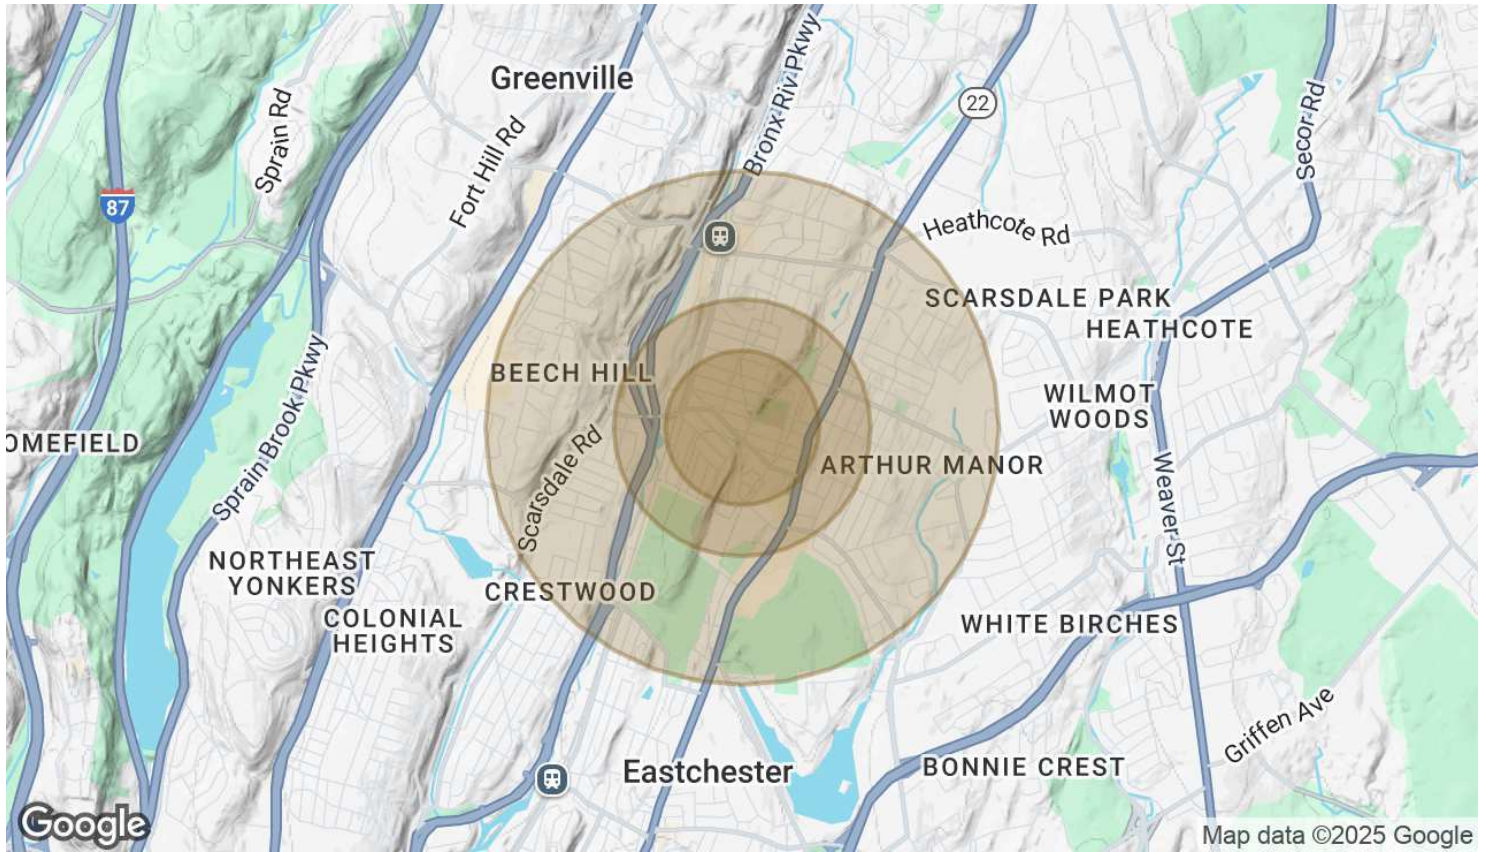 Greenville
Bronx Riv Pkwy
22
Secor Rd
Sprain Rd
Fort Hill Rd
87
Heathcote Rd
SCARSDALE PARK
HEATHCOTE
BEECH HILL
WILMOT
WOODS
Sprain Brook Pkwy
OMEFIELD
Scarsdale Rd
ARTHUR MANOR
Weaver St
NORTHEAST
YONKERS
CRESTWOOD
COLONIAL
HEIGHTS
WHITE BIRCHES
Griffen Ave
Eastchester
BONNIE CREST
Google
Map data ©2025 Google